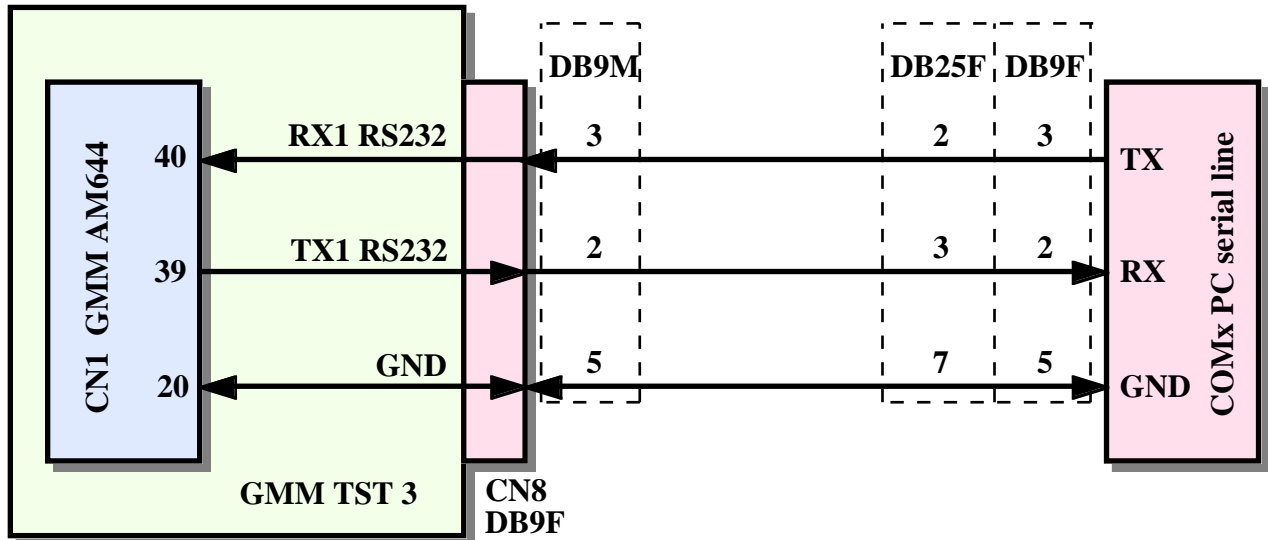 DB9M DB25F DB9F
RX1 RS232 3 2 3
40 TX
TX1 RS232 2 3 2
39 RX
GND 5 7 5
20 GND
CN1 GMM AM644
COMx PC serial line
GMM TST 3
CN8
DB9F